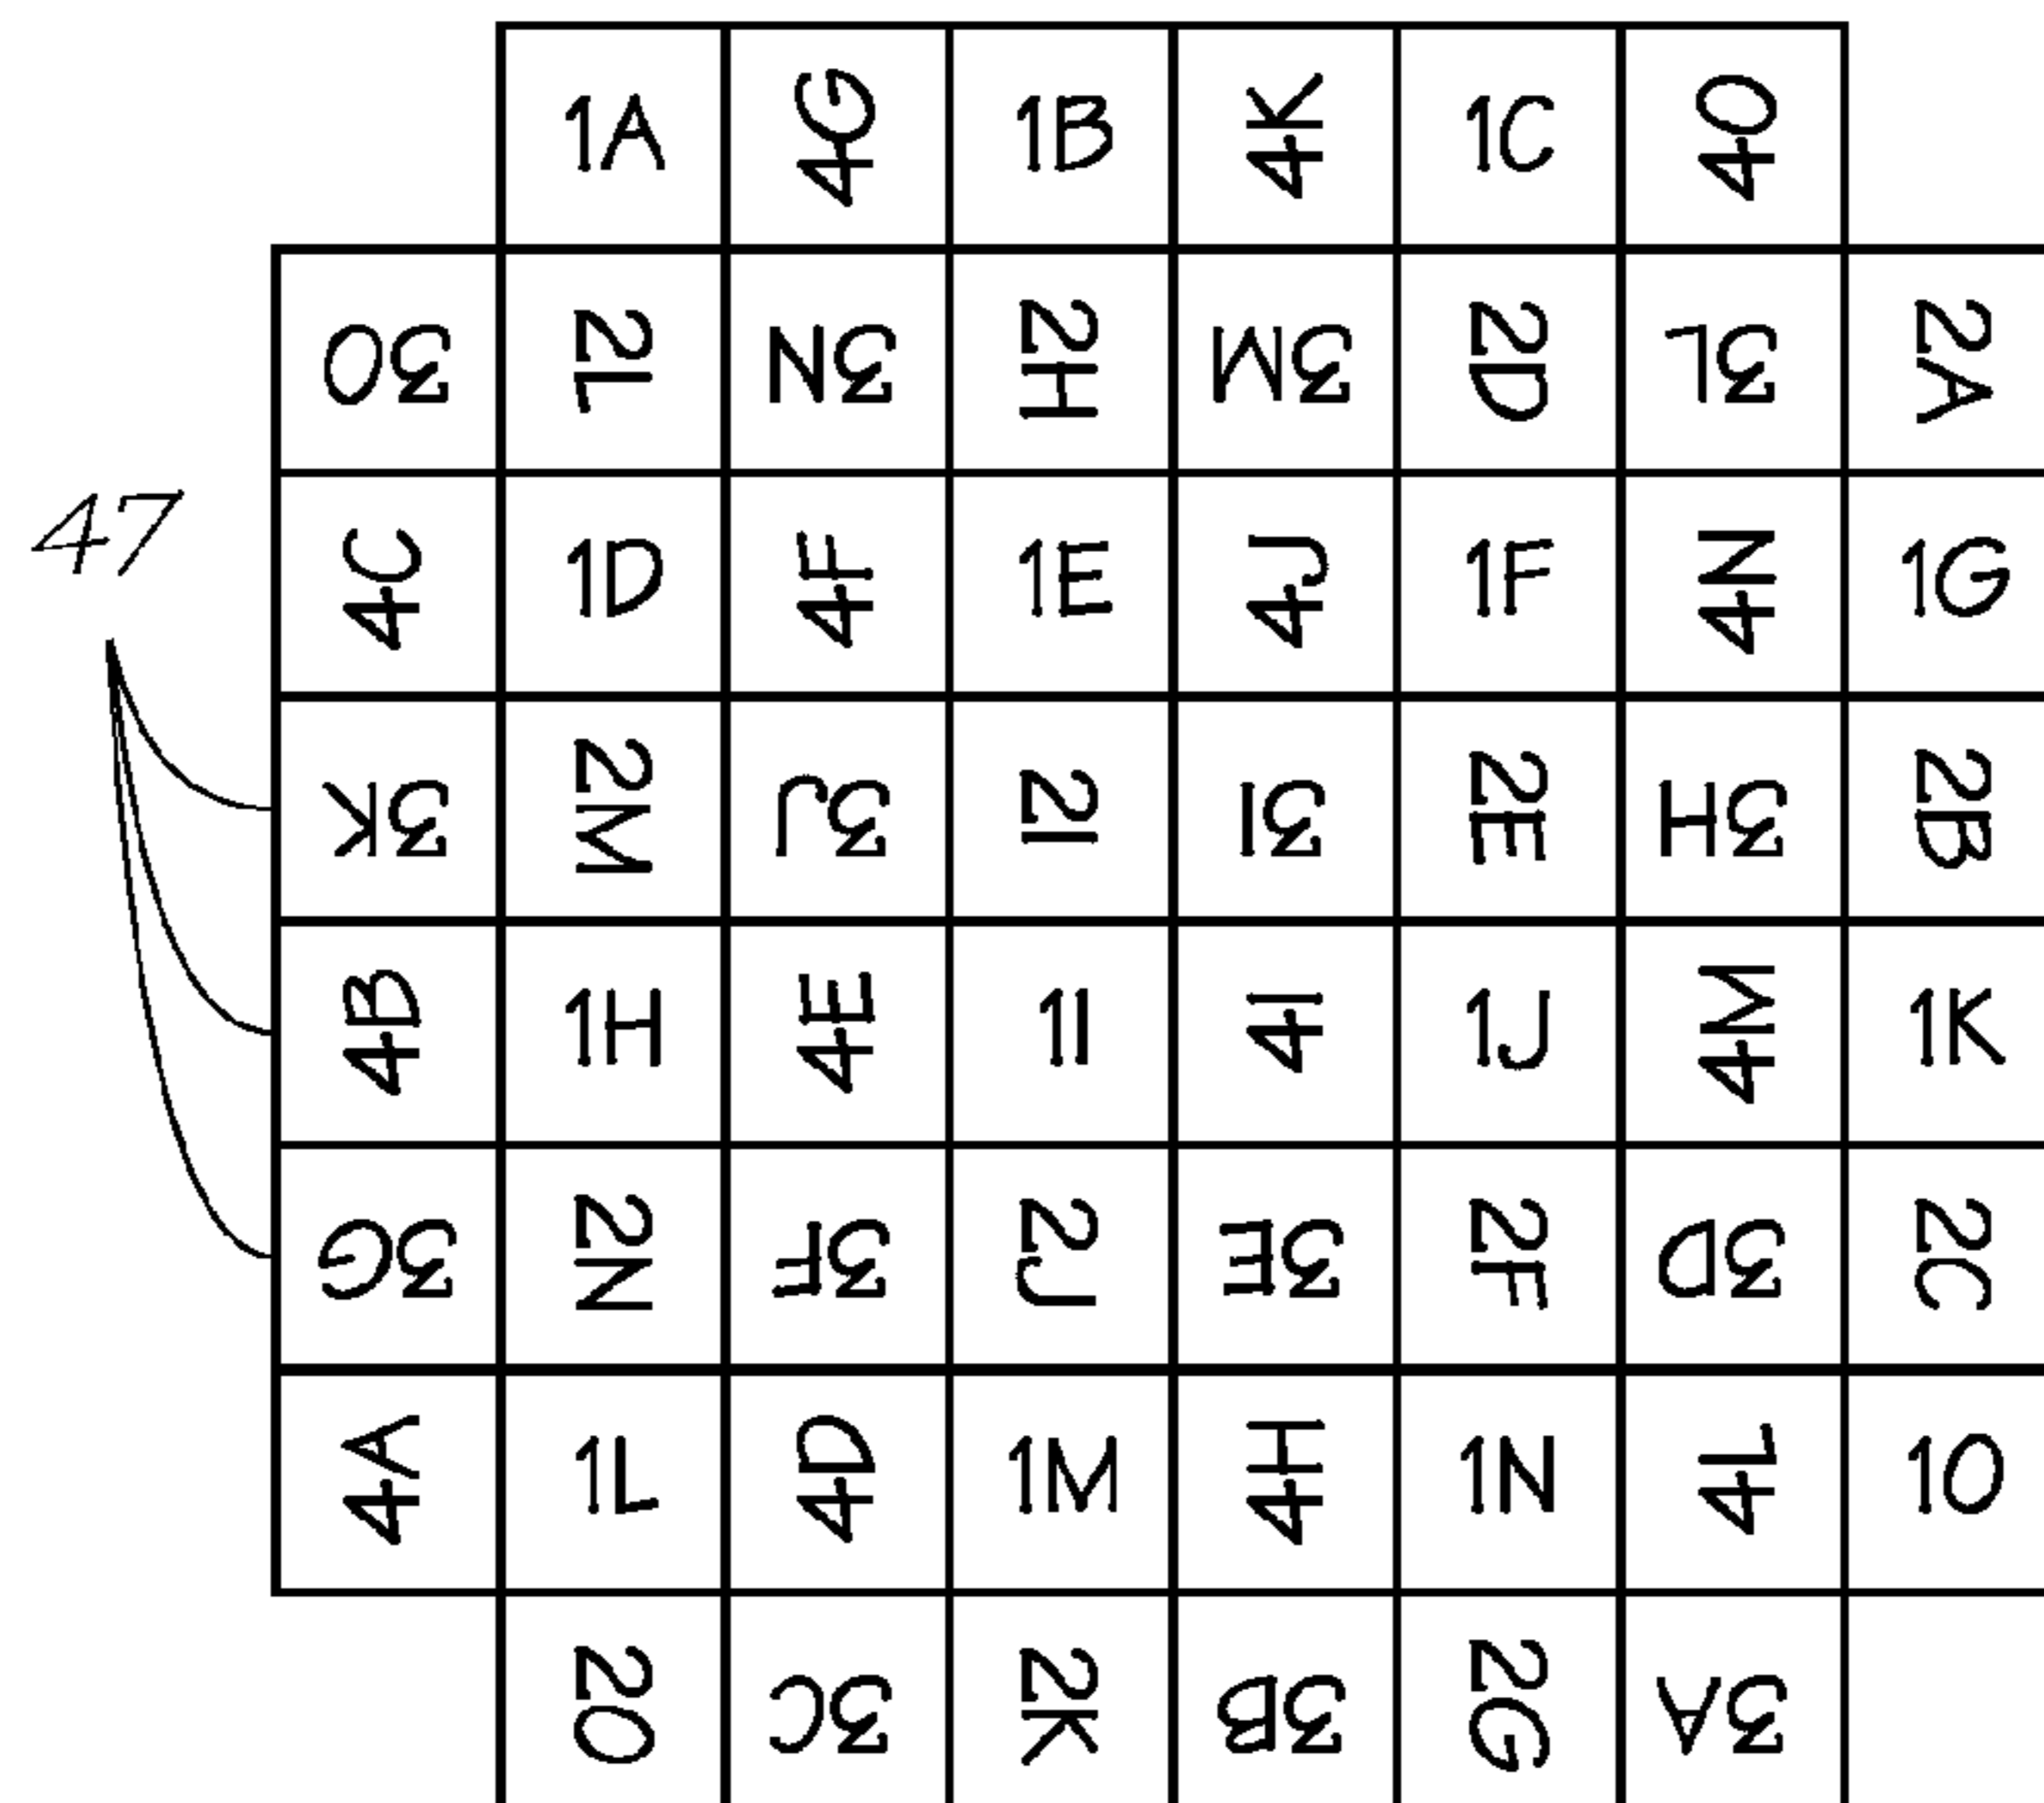 1A 4G 1B 4K 1C 4O
3O 2L 3N 2H 3M 2D 3L 2A
47
4C 1D 4F 1E 4J 1F 4N 1G
3K 2M 3J 2I 3I 2E 3H 2B
4B 1H 4E 1I 4I 1J 4M 1K
3G 2N 3F 2J 3E 2F 3D 2C
4A 1L 4D 1M 4H 1N 4L 1O
2O 3C 2K 3B 2G 3A